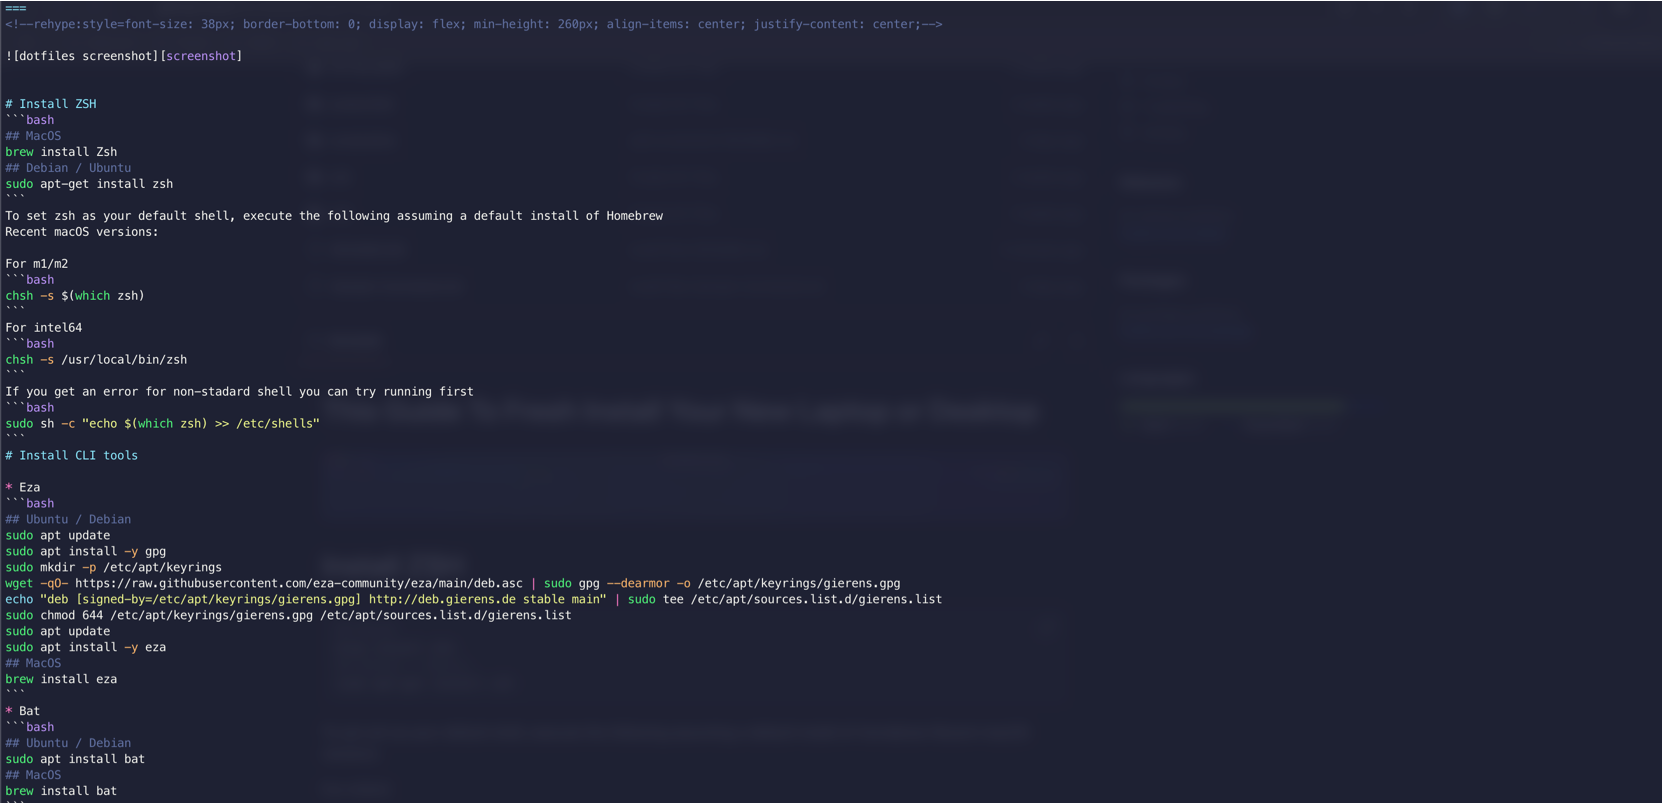 ===
<!--rehype:style=font-size: 38px; border-bottom: 0; display: flex; min-height: 260px; align-items: center; justify-content: center;-->
![dotfiles screenshot][screenshot]
# Install ZSH
```bash
## MacOS
brew install Zsh
## Debian / Ubuntu
sudo apt-get install zsh
```
To set zsh as your default shell, execute the following assuming a default install of Homebrew
Recent macOS versions:
For m1/m2
```bash
chsh -s $(which zsh)
```
For intel64
```bash
chsh -s /usr/local/bin/zsh
```
If you get an error for non-stadard shell you can try running first
```bash
sudo sh -c "echo $(which zsh) >> /etc/shells"
```
# Install CLI tools
* Eza
```bash
## Ubuntu / Debian
sudo apt update
sudo apt install -y gpg
sudo mkdir -p /etc/apt/keyrings
wget -qO- https://raw.githubusercontent.com/eza-community/eza/main/deb.asc | sudo gpg --dearmor -o /etc/apt/keyrings/gierens.gpg
echo "deb [signed-by=/etc/apt/keyrings/gierens.gpg] http://deb.gierens.de stable main" | sudo tee /etc/apt/sources.list.d/gierens.list
sudo chmod 644 /etc/apt/keyrings/gierens.gpg /etc/apt/sources.list.d/gierens.list
sudo apt update
sudo apt install -y eza
## MacOS
brew install eza
```
* Bat
```bash
## Ubuntu / Debian
sudo apt install bat
## MacOS
brew install bat
```